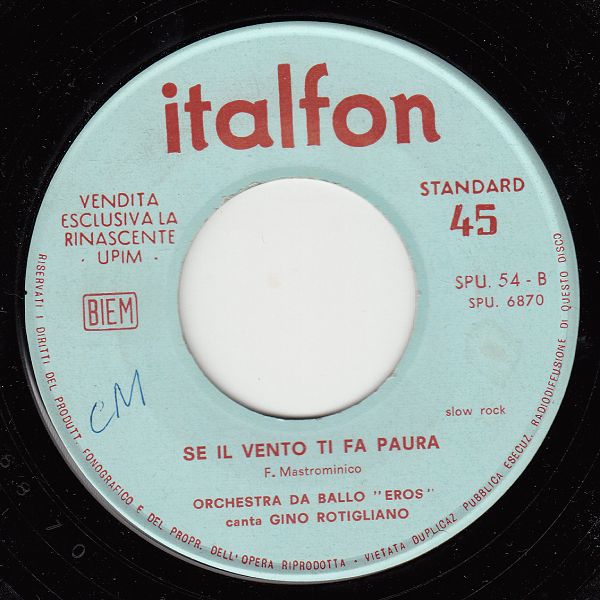 italfon
VENDITA
ESCLUSIVA LA
RINASCENTE
· UPIM ·
BIEM
STANDARD
45
SPU. 54 - B
SPU. 6870
CM
slow rock
SE IL VENTO TI FA PAURA
F. Mastrominico
ORCHESTRA DA BALLO "EROS"
canta GINO ROTIGLIANO
RISERVATI I DIRITTI DEL PRODUTT. FONOGRAFICO E DEL PROPR. DELL'OPERA RIPRODOTTA - VIETATA DUPLICAZ. PUBBLICA ESECUZ. RADIODIFFUSIONE DI QUESTO DISCO